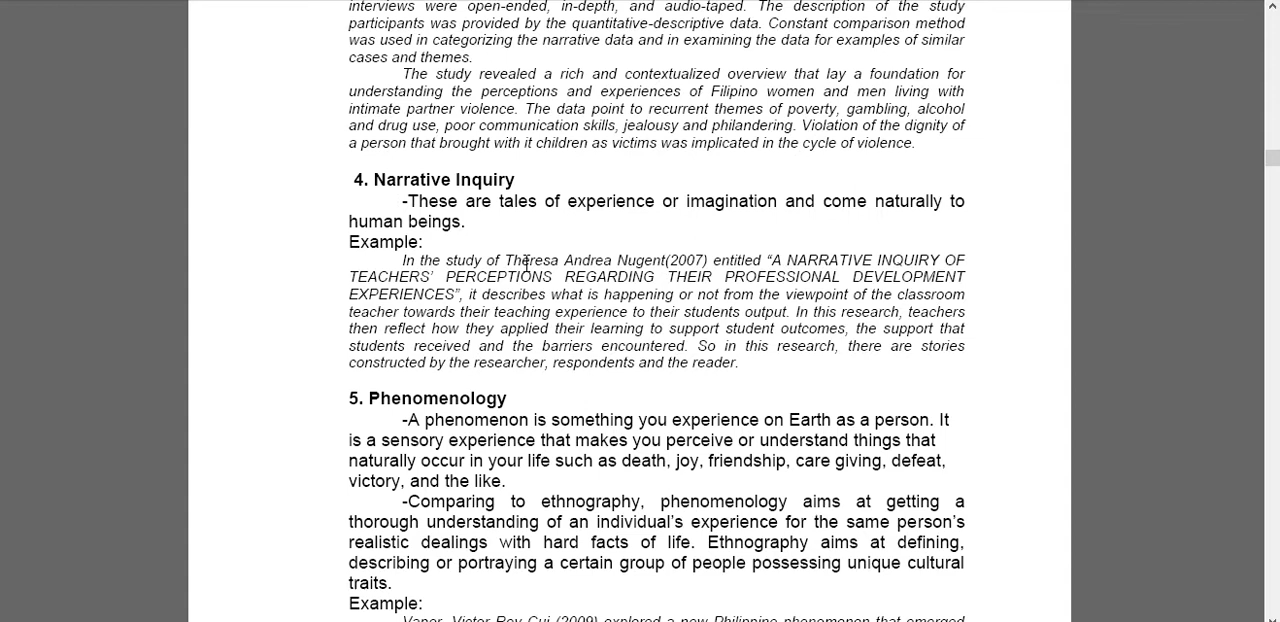 interviews were open-ended, in-depth, and audio-taped. The description of the study
participants was provided by the quantitative-descriptive data. Constant comparison method
was used in categorizing the narrative data and in examining the data for examples of similar
cases and themes.
The study revealed a rich and contextualized overview that lay a foundation for
understanding the perceptions and experiences of Filipino women and men living with
intimate partner violence. The data point to recurrent themes of poverty, gambling, alcohol
and drug use, poor communication skills, jealousy and philandering. Violation of the dignity of
a person that brought with it children as victims was implicated in the cycle of violence.
4. Narrative Inquiry
-These are tales of experience or imagination and come naturally to
human beings.
Example:
In the study of Theresa Andrea Nugent(2007) entitled “A NARRATIVE INQUIRY OF
TEACHERS’ PERCEPTIONS REGARDING THEIR PROFESSIONAL DEVELOPMENT
EXPERIENCES”, it describes what is happening or not from the viewpoint of the classroom
teacher towards their teaching experience to their students output. In this research, teachers
then reflect how they applied their learning to support student outcomes, the support that
students received and the barriers encountered. So in this research, there are stories
constructed by the researcher, respondents and the reader.
5. Phenomenology
-A phenomenon is something you experience on Earth as a person. It
is a sensory experience that makes you perceive or understand things that
naturally occur in your life such as death, joy, friendship, care giving, defeat,
victory, and the like.
-Comparing to ethnography, phenomenology aims at getting a
thorough understanding of an individual’s experience for the same person’s
realistic dealings with hard facts of life. Ethnography aims at defining,
describing or portraying a certain group of people possessing unique cultural
traits.
Example:
Victor Rey Gui (2009) explored a new Philippine phenomenon that emerged